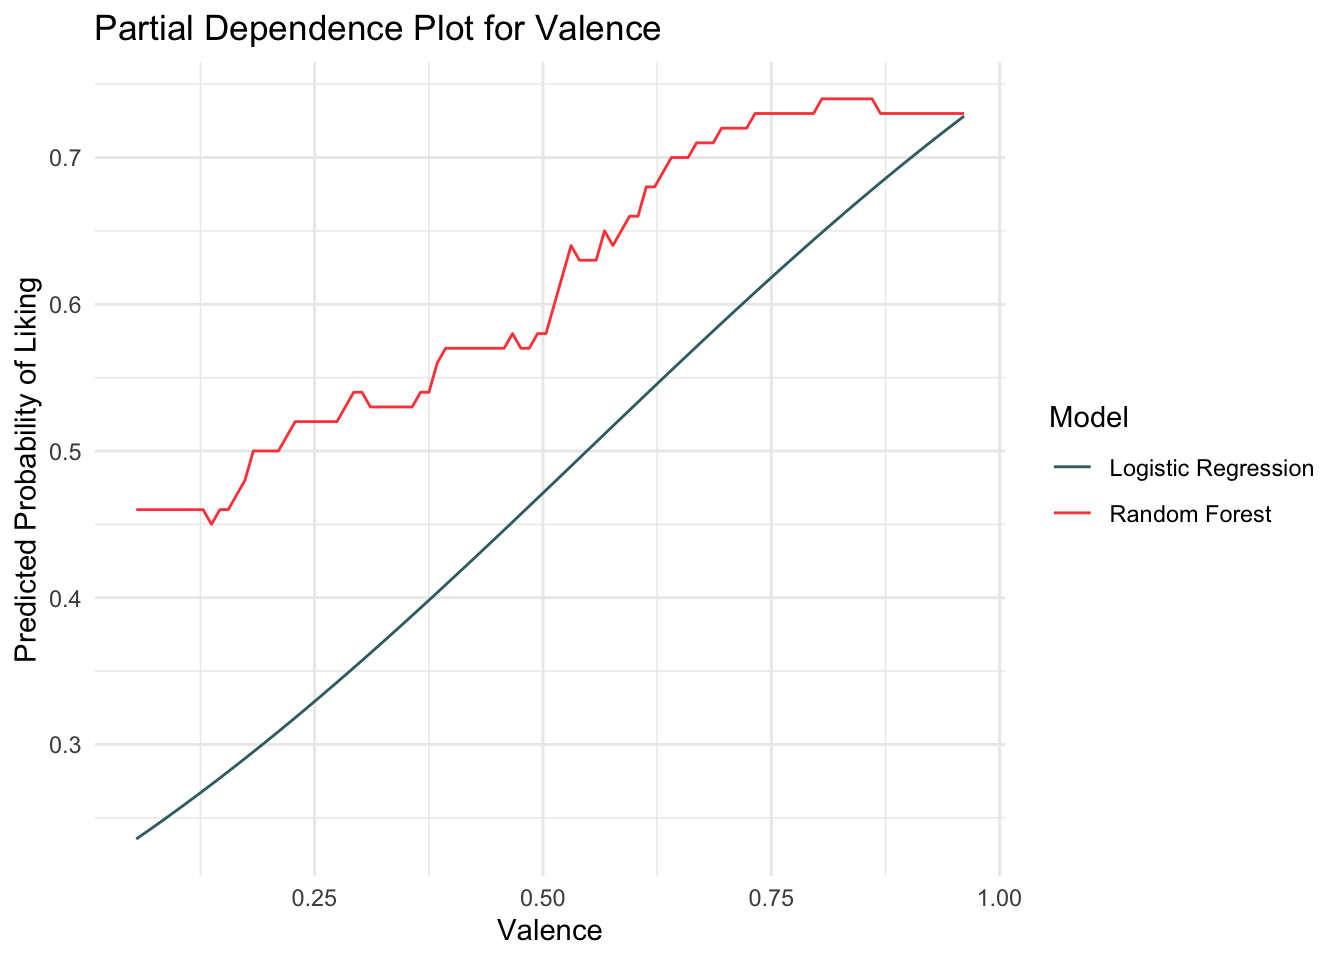 Partial Dependence Plot for Valence
Predicted Probability of Liking
0.7
0.6
0.5
0.4
0.3
0.25
0.50
0.75
1.00
Valence
Model
Logistic Regression
Random Forest